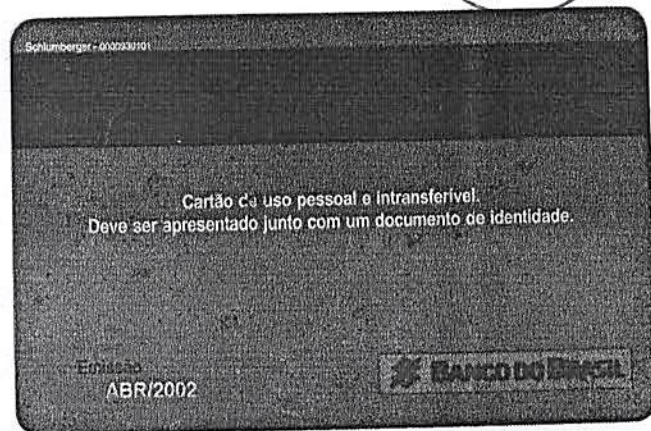 Schlumberger - 0000930101
Cartão de uso pessoal e intransferível.
Deve ser apresentado junto com um documento de identidade.
Emissão
ABR/2002
BANCO DO BRASIL